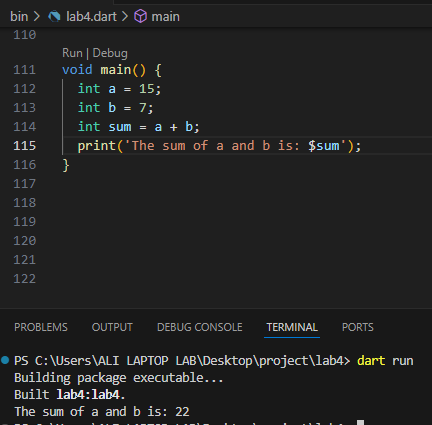 bin > lab4.dart > main
110
Run | Debug
111 void main() {
112 int a = 15;
113 int b = 7;
114 int sum = a + b;
115 print('The sum of a and b is: $sum');
116 }
117
118
119
120
121
122
PROBLEMS OUTPUT DEBUG CONSOLE TERMINAL PORTS
PS C:\Users\ALI LAPTOP LAB\Desktop\project\lab4> dart run
Building package executable...
Built lab4:lab4.
The sum of a and b is: 22